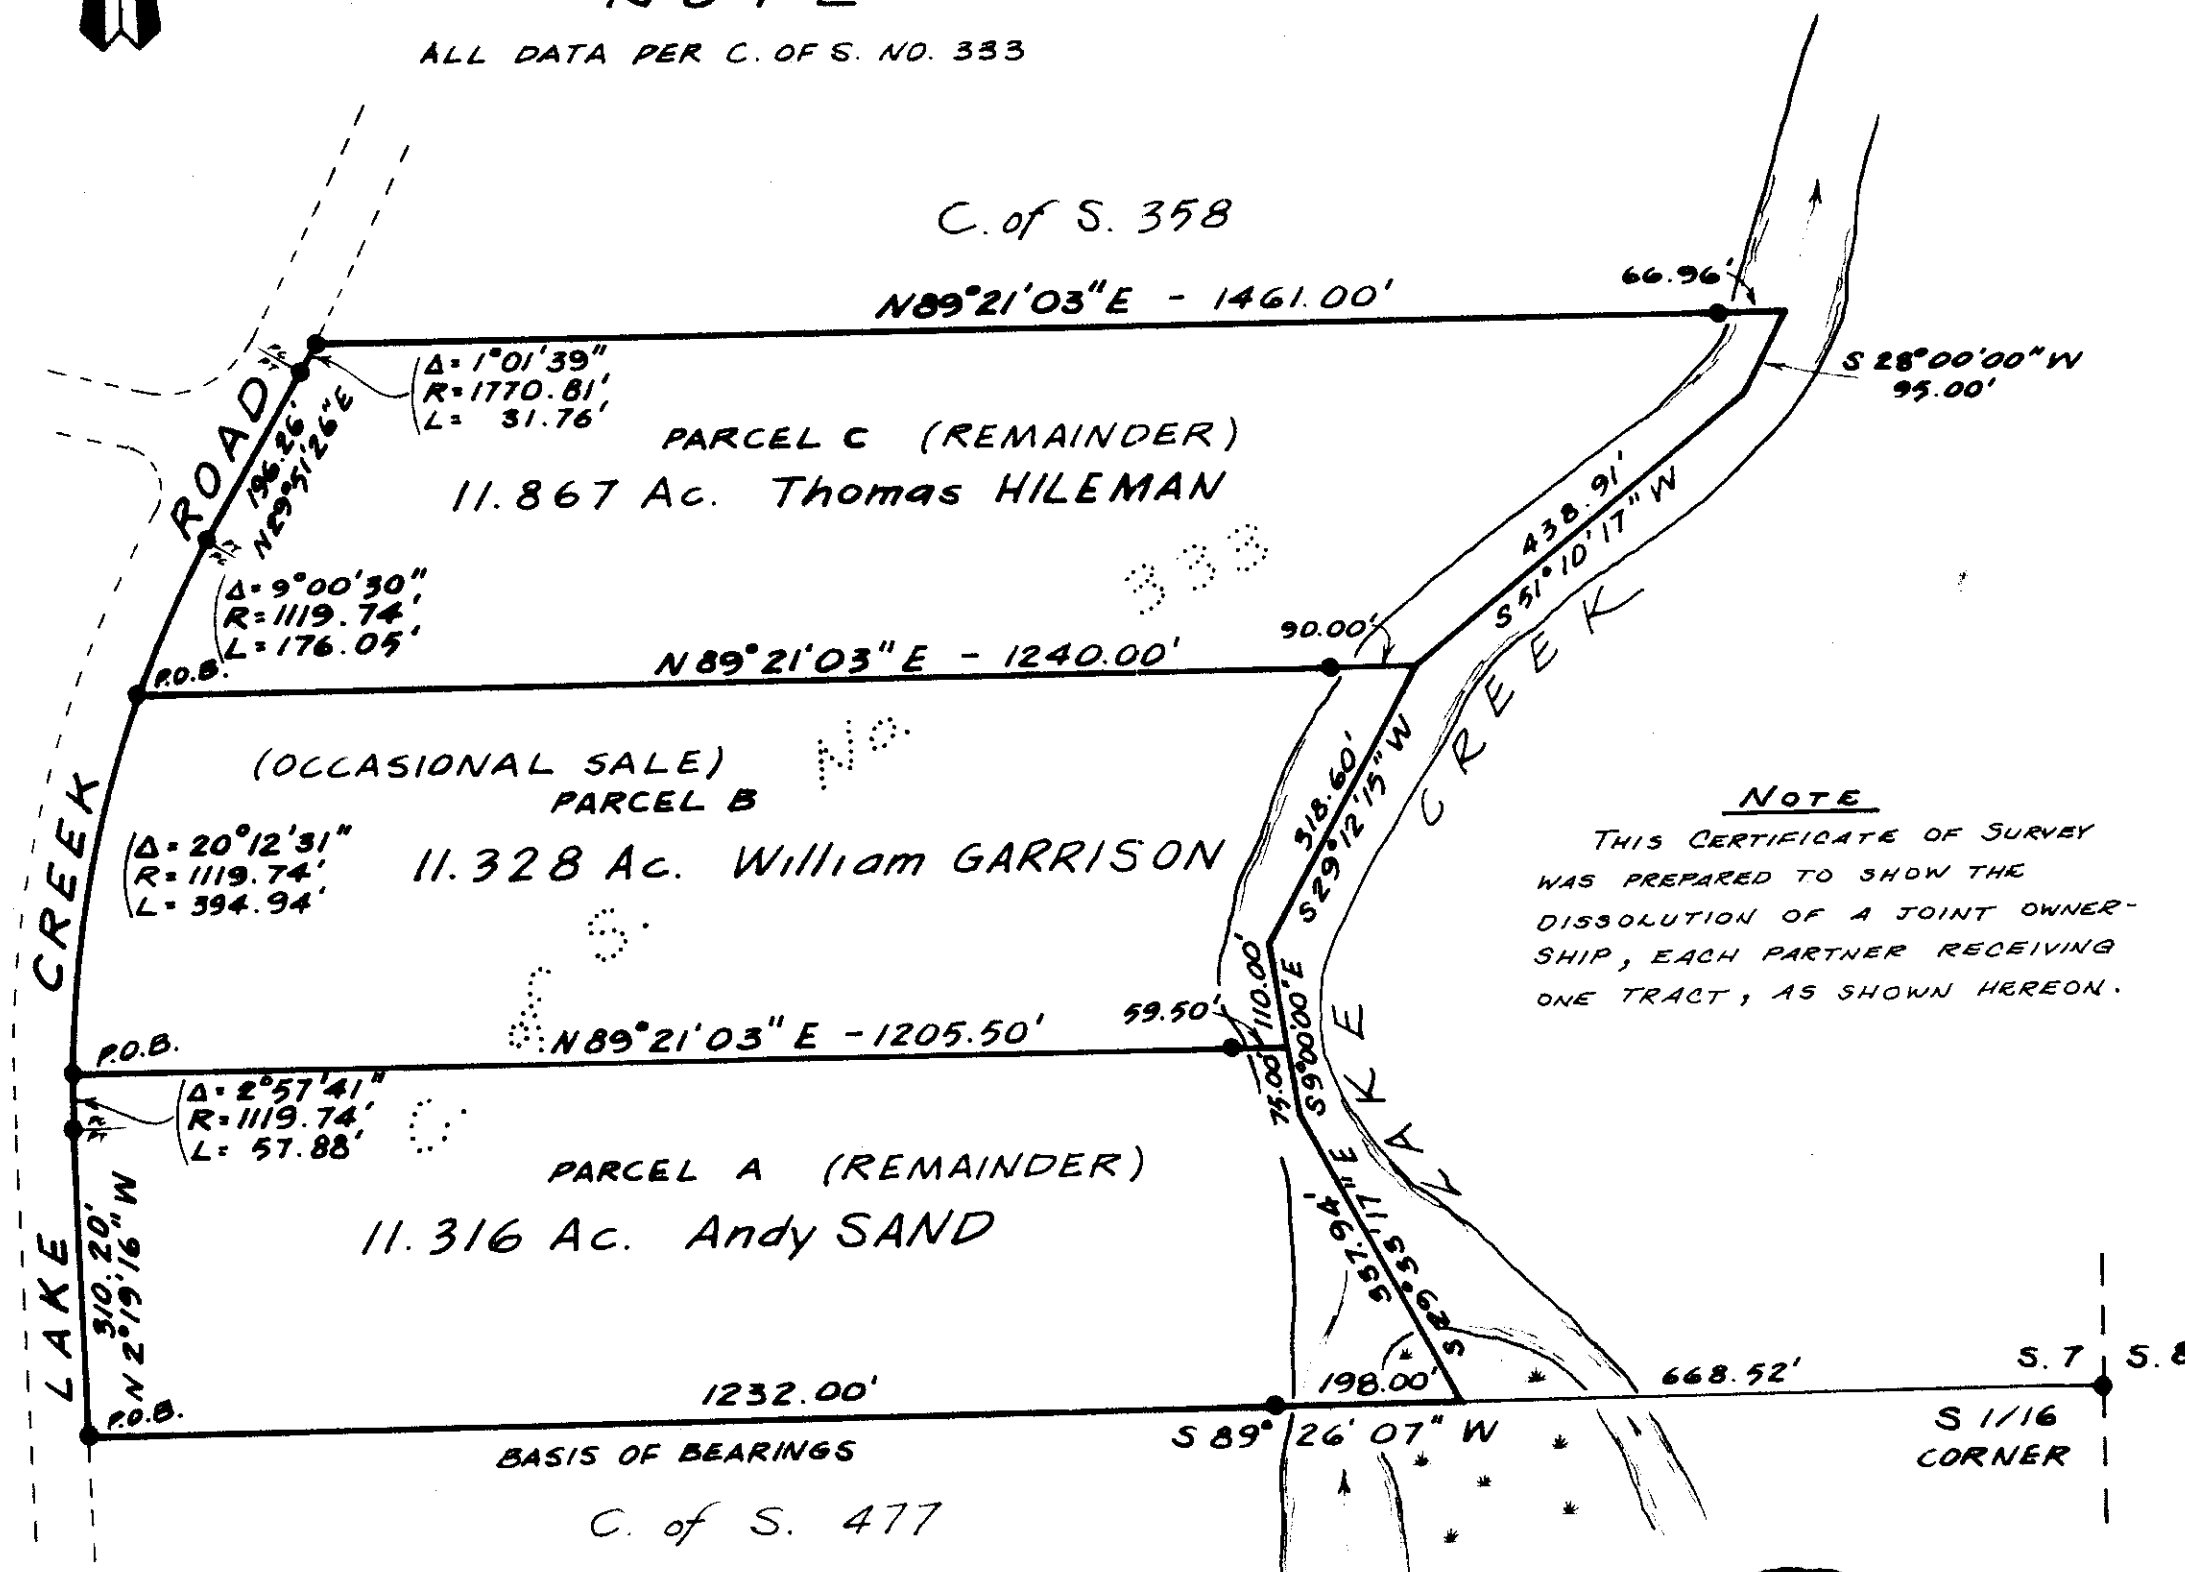 ALL DATA PER C. OF S. NO. 333
C. of S. 358
N89°21'03"E - 1461.00'
66.96'
S 28°00'00" W
95.00'
Δ= 1°01'39"
R= 1770.81'
L= 31.76'
ROAD
196.26'
N29°51'26"E
PARCEL C (REMAINDER)
11.867 Ac. Thomas HILEMAN
438.91'
S 51°10'17" W
Δ= 9°00'30"
R= 1119.74'
L= 176.05'
333
90.00'
P.O.B.
N 89°21'03" E - 1240.00'
CREEK
(OCCASIONAL SALE)
No.
PARCEL B
318.60'
S29°12'15" W
Δ= 20°12'31"
R= 1119.74'
L= 394.94'
11.328 Ac. William GARRISON
CREEK
NOTE
THIS CERTIFICATE OF SURVEY
WAS PREPARED TO SHOW THE
DISSOLUTION OF A JOINT OWNER-
SHIP, EACH PARTNER RECEIVING
ONE TRACT, AS SHOWN HEREON.
S.
of
110.00'
59.50'
P.O.B.
N89°21'03" E - 1205.50'
75.00'
S9°00'00"E
LAKE
Δ= 2°57'41"
R= 1119.74'
L= 57.88'
C.
PARCEL A (REMAINDER)
11.316 Ac. Andy SAND
LAKE
310.20'
N 2°19'16" W
357.94'
S 29°33'17" E
P.O.B.
1232.00'
198.00'
668.52'
S. 7
S. 8
BASIS OF BEARINGS
S 89° 26' 07" W
S 1/16
CORNER
C. of S. 477